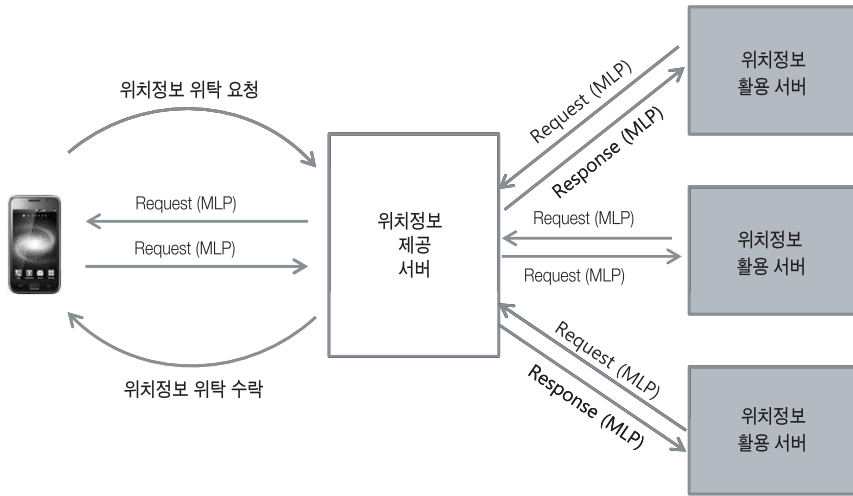 위치정보 위탁 요청
Request (MLP)
Request (MLP)
위치정보 위탁 수락
위치정보
제공
서버
Request (MLP)
Response (MLP)
Request (MLP)
Request (MLP)
Request (MLP)
Response (MLP)
위치정보
활용 서버
위치정보
활용 서버
위치정보
활용 서버